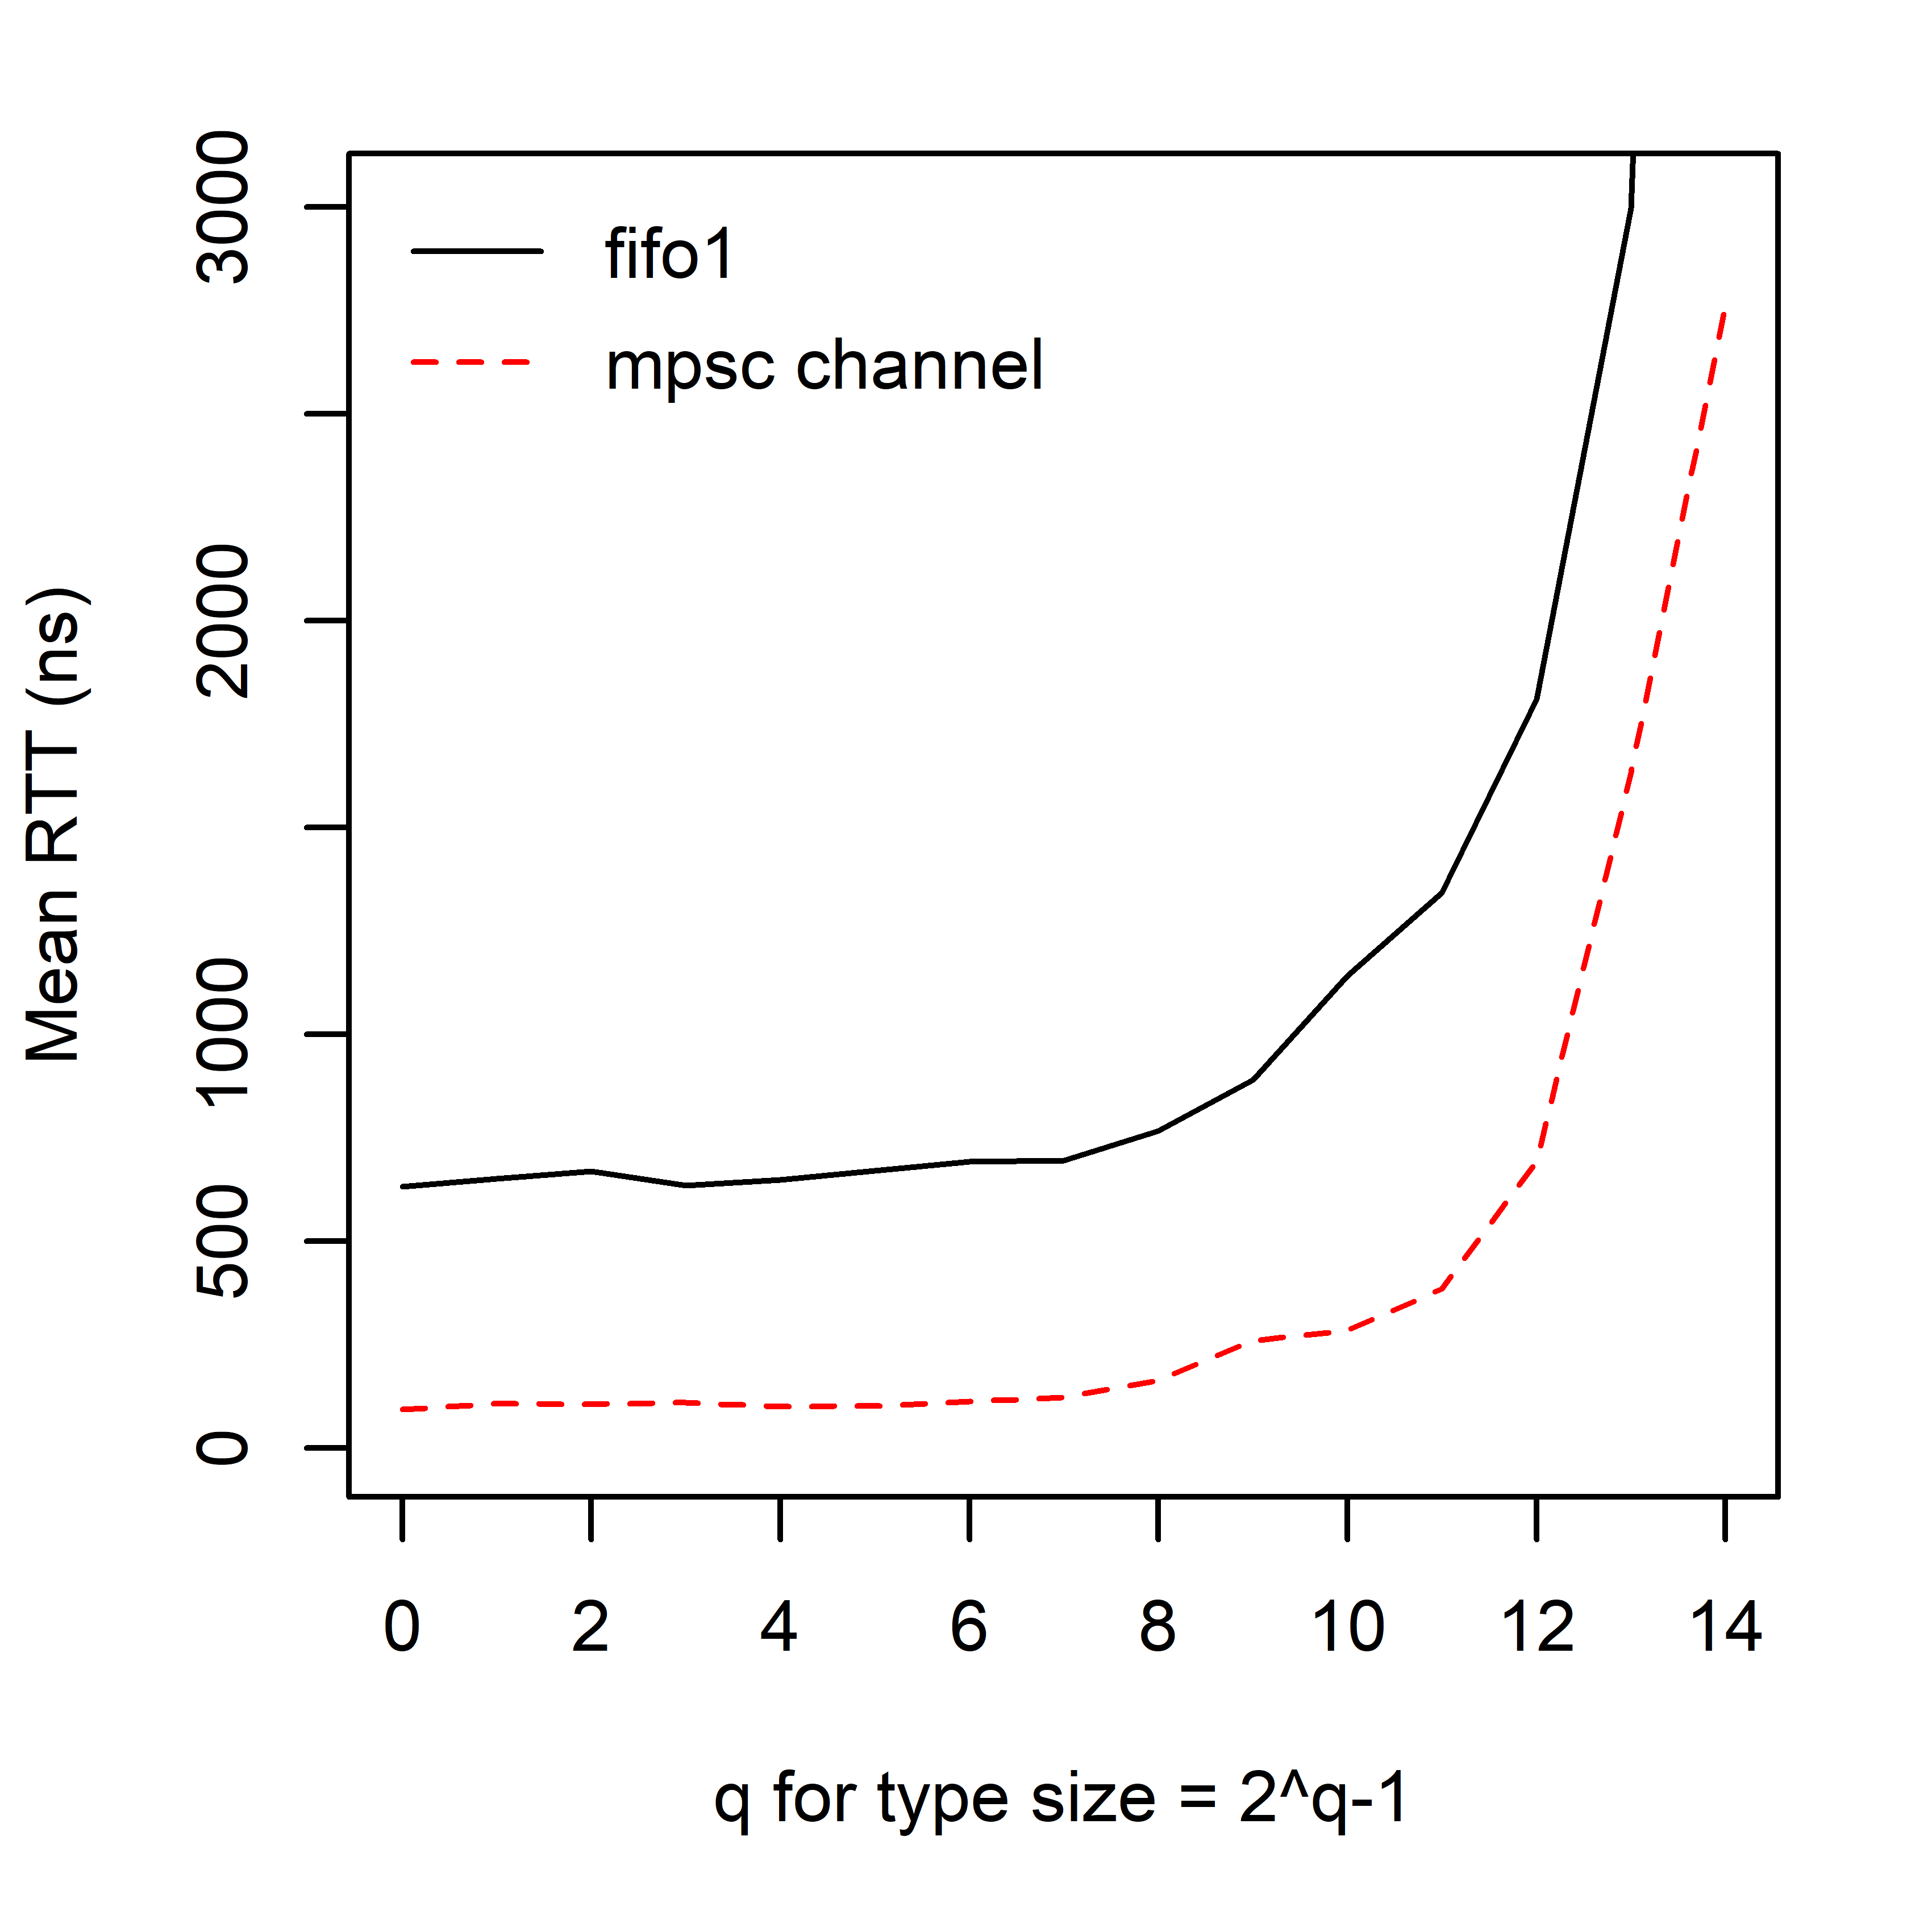 fifo1
mpsc channel
Mean RTT (ns)
3000
2000
1000
500
0
0 2 4 6 8 10 12 14
q for type size = 2^q-1